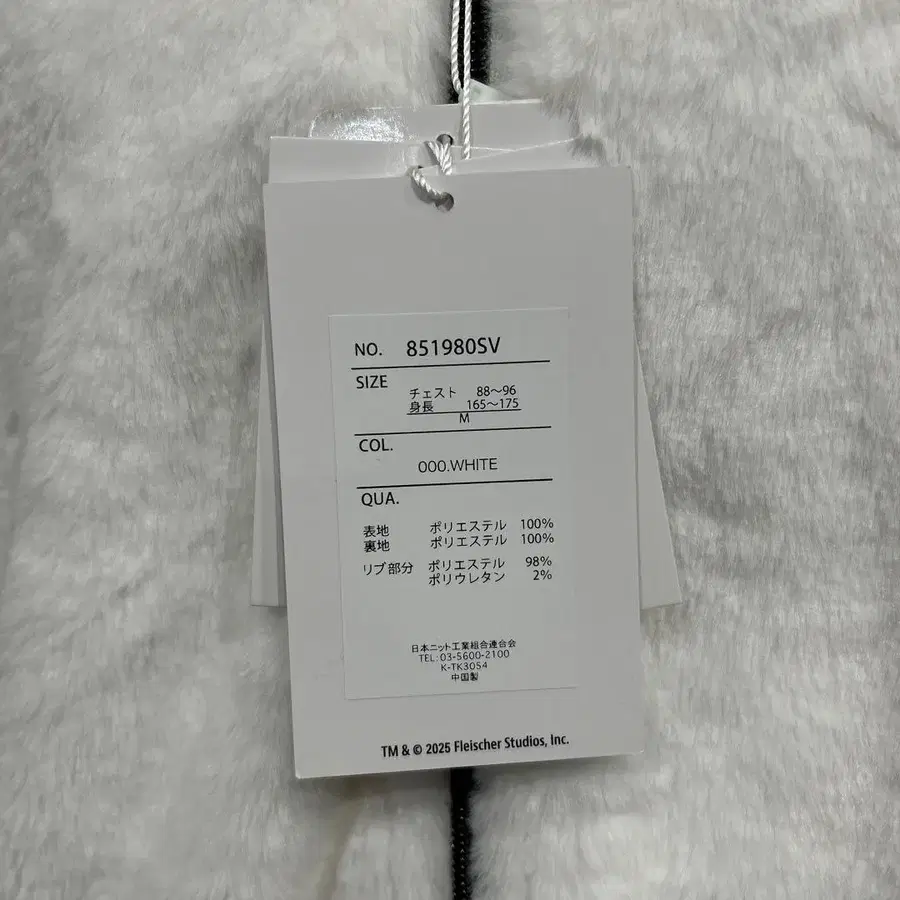 NO. 851980SV
SIZE
チェスト 88～96
身長 165～175
M
COL.
000.WHITE
QUA.
表地 ポリエステル 100%
裏地 ポリエステル 100%
リブ部分 ポリエステル 98%
ポリウレタン 2%
日本ニット工業組合連合会
TEL:03-5600-2100
K-TK3054
中国製
TM & © 2025 Fleischer Studios, Inc.